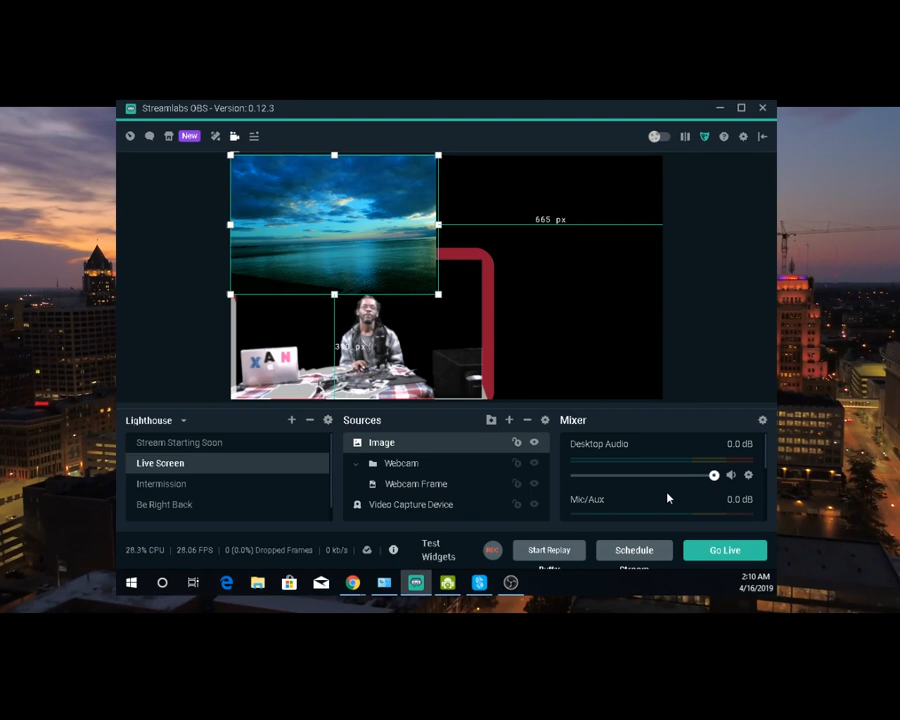 Streamlabs OBS - Version: 0.12.3
New
665 px
px
XAN
Lighthouse
Stream Starting Soon
Live Screen
Intermission
Be Right Back
Sources
Image
Webcam
Webcam Frame
Video Capture Device
Mixer
Desktop Audio 0.0 dB
Mic/Aux 0.0 dB
28.3% CPU | 28.06 FPS | 0 (0.0%) Dropped Frames | 0 kb/s
Test
Widgets
REC
Start Replay
Schedule
Go Live
2:10 AM
4/16/2019